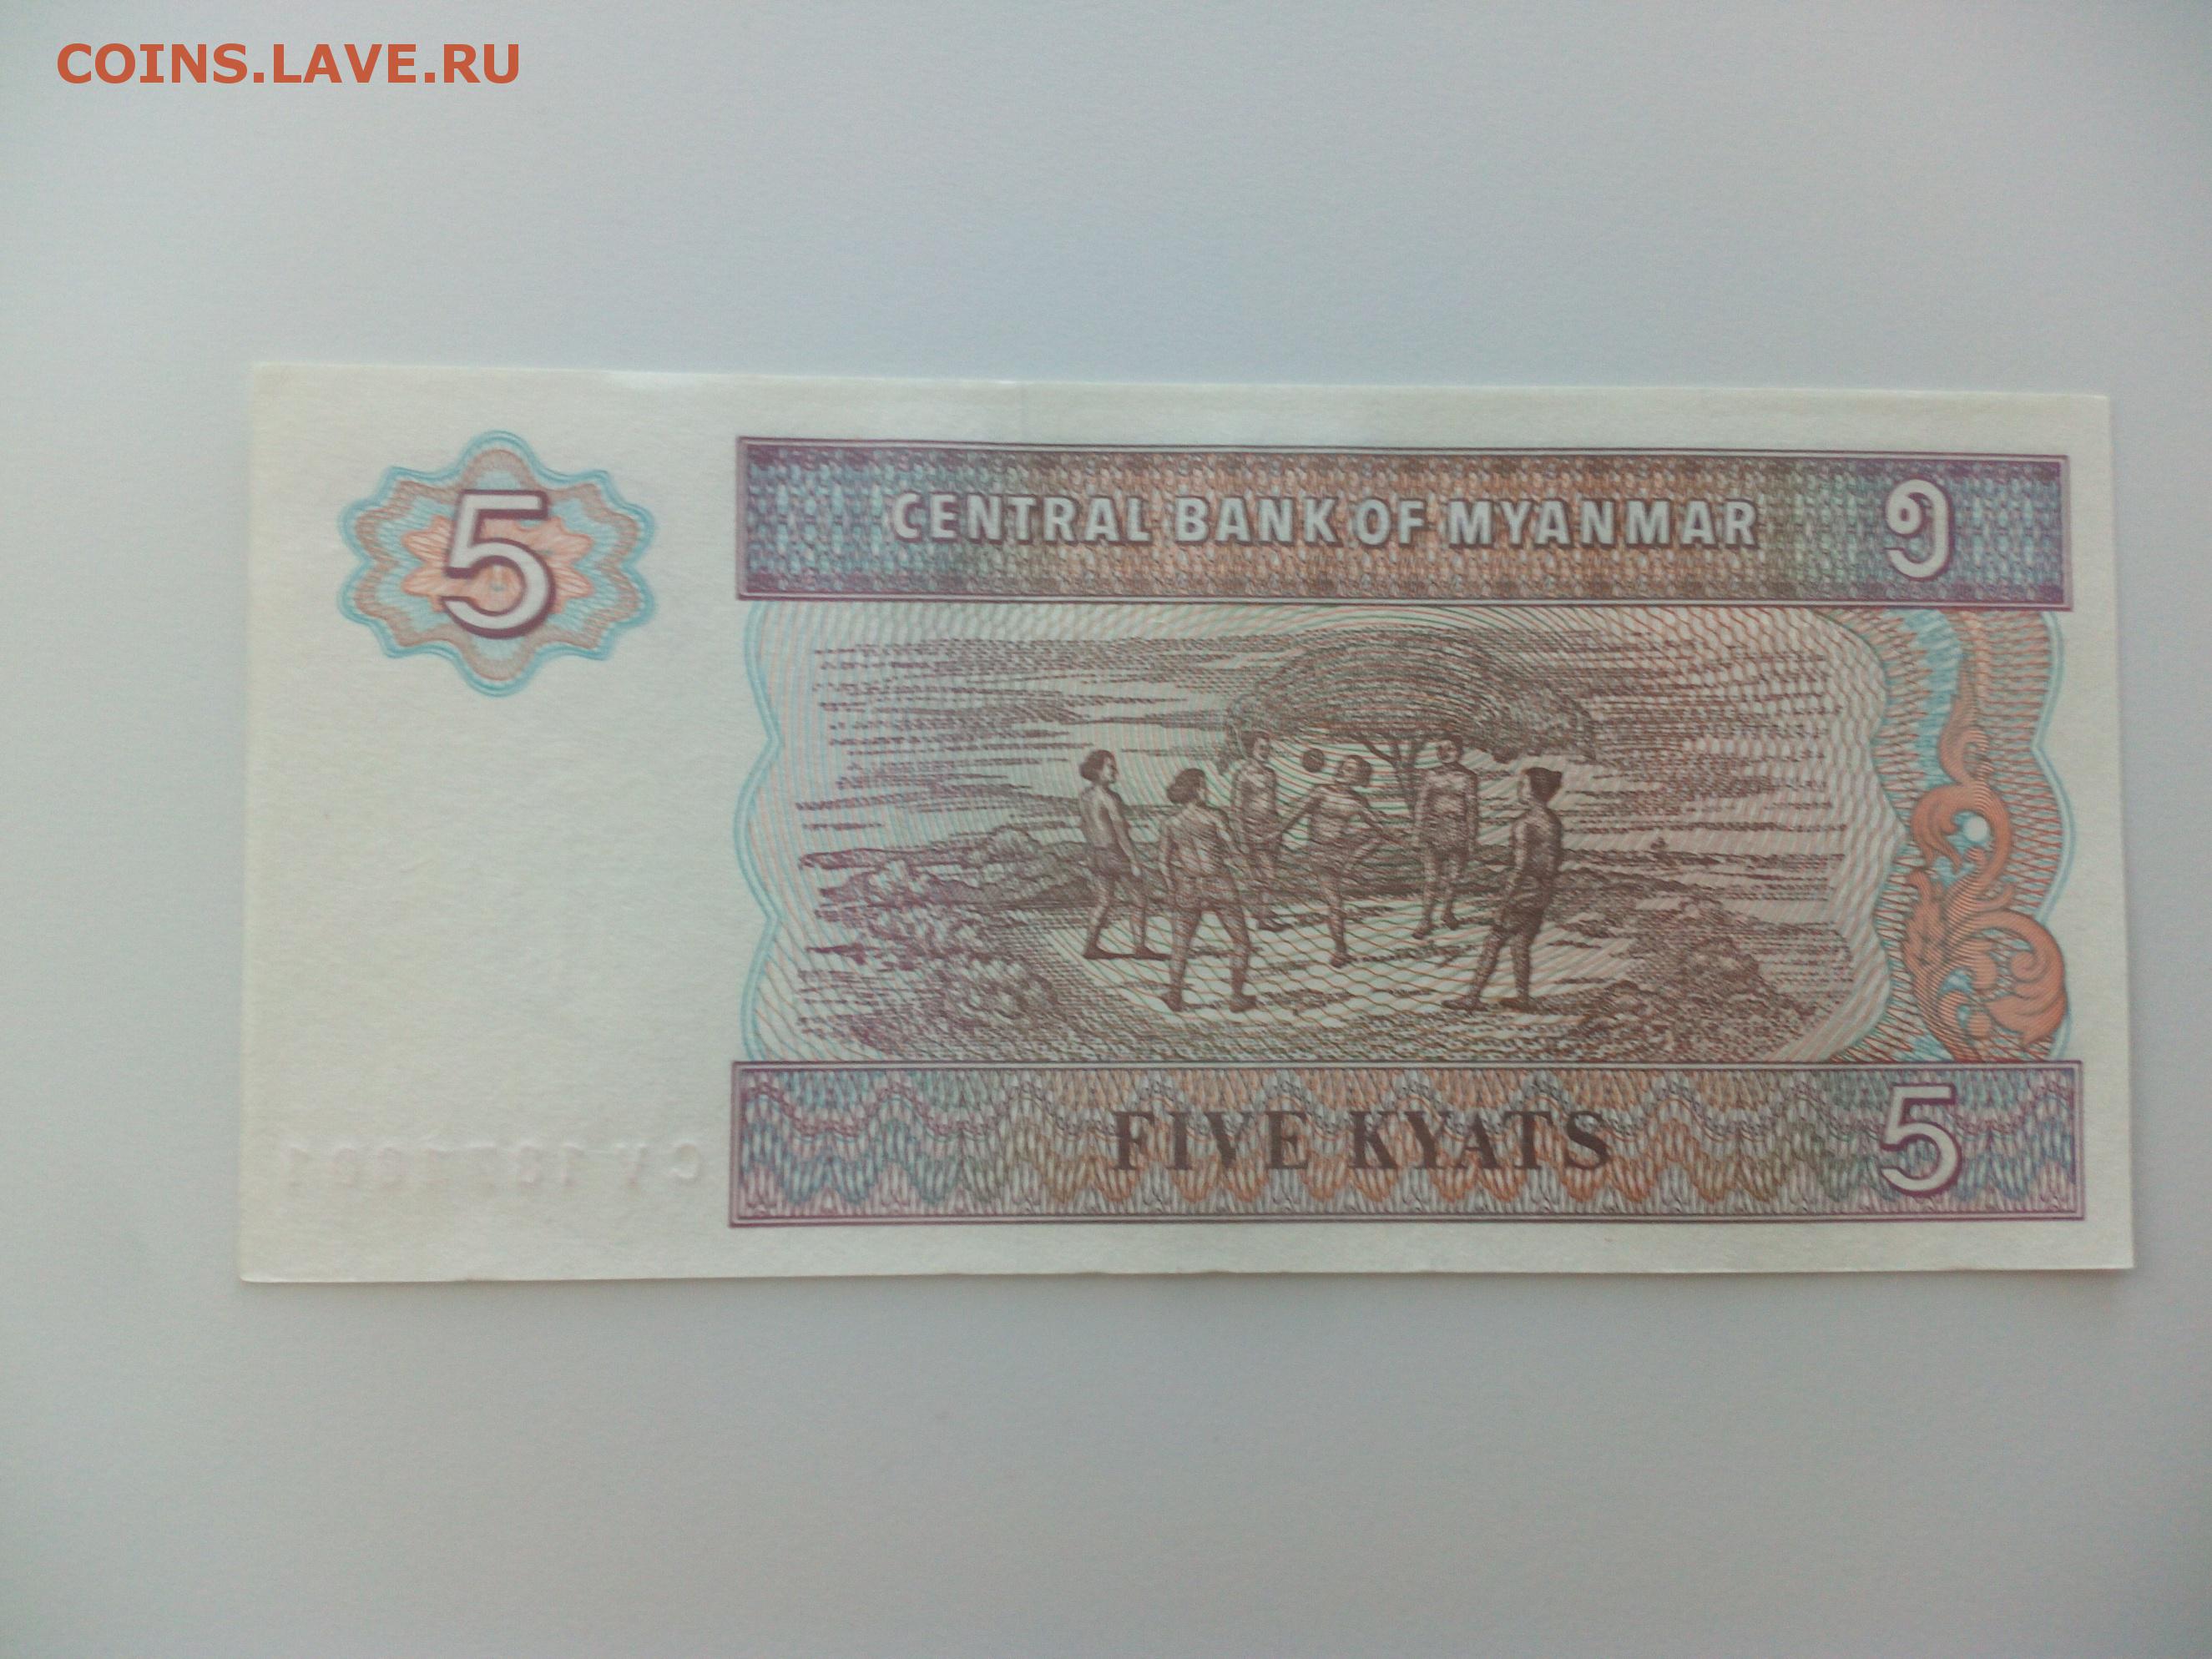 COINS.LAVE.RU
5
CENTRAL BANK OF MYANMAR ၅
FIVE KYATS 5